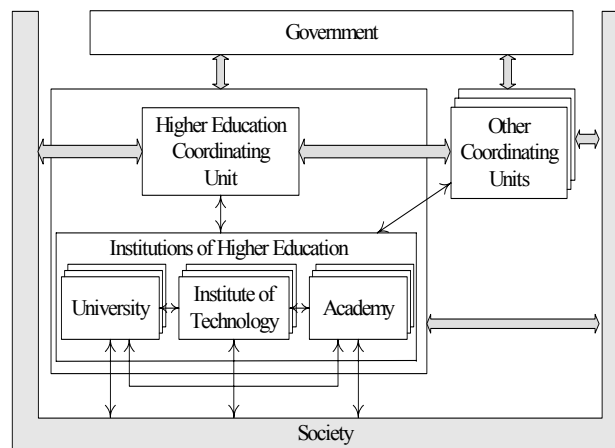 Government
Higher Education
Coordinating
Unit
Other
Coordinating
Units
Institutions of Higher Education
University
Institute of
Technology
Academy
Society